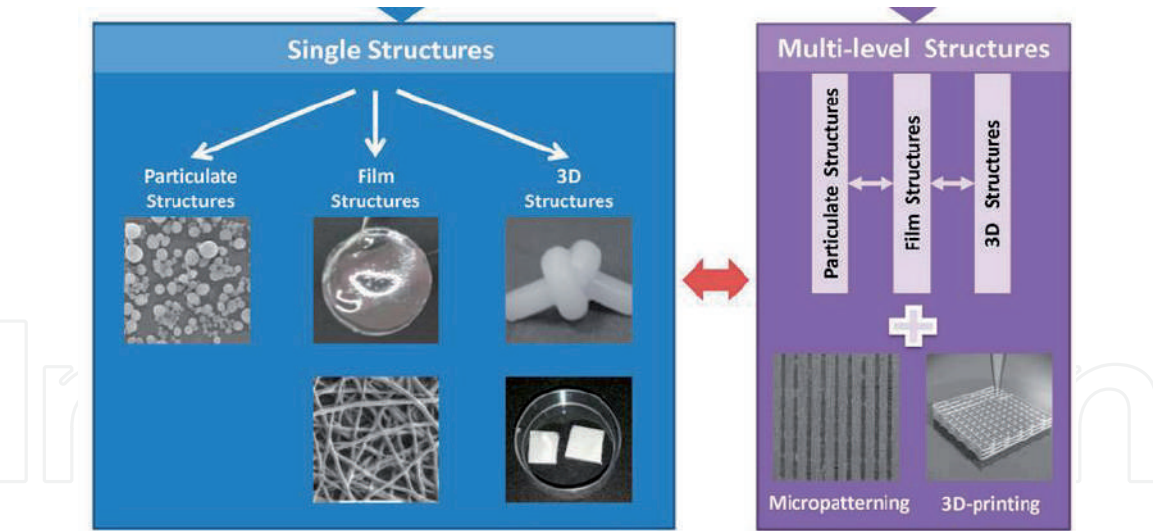 Single Structures
Particulate
Structures
Film
Structures
3D
Structures
Multi-level Structures
Particulate Structures
Film Structures
3D Structures
Micropatterning
3D-printing